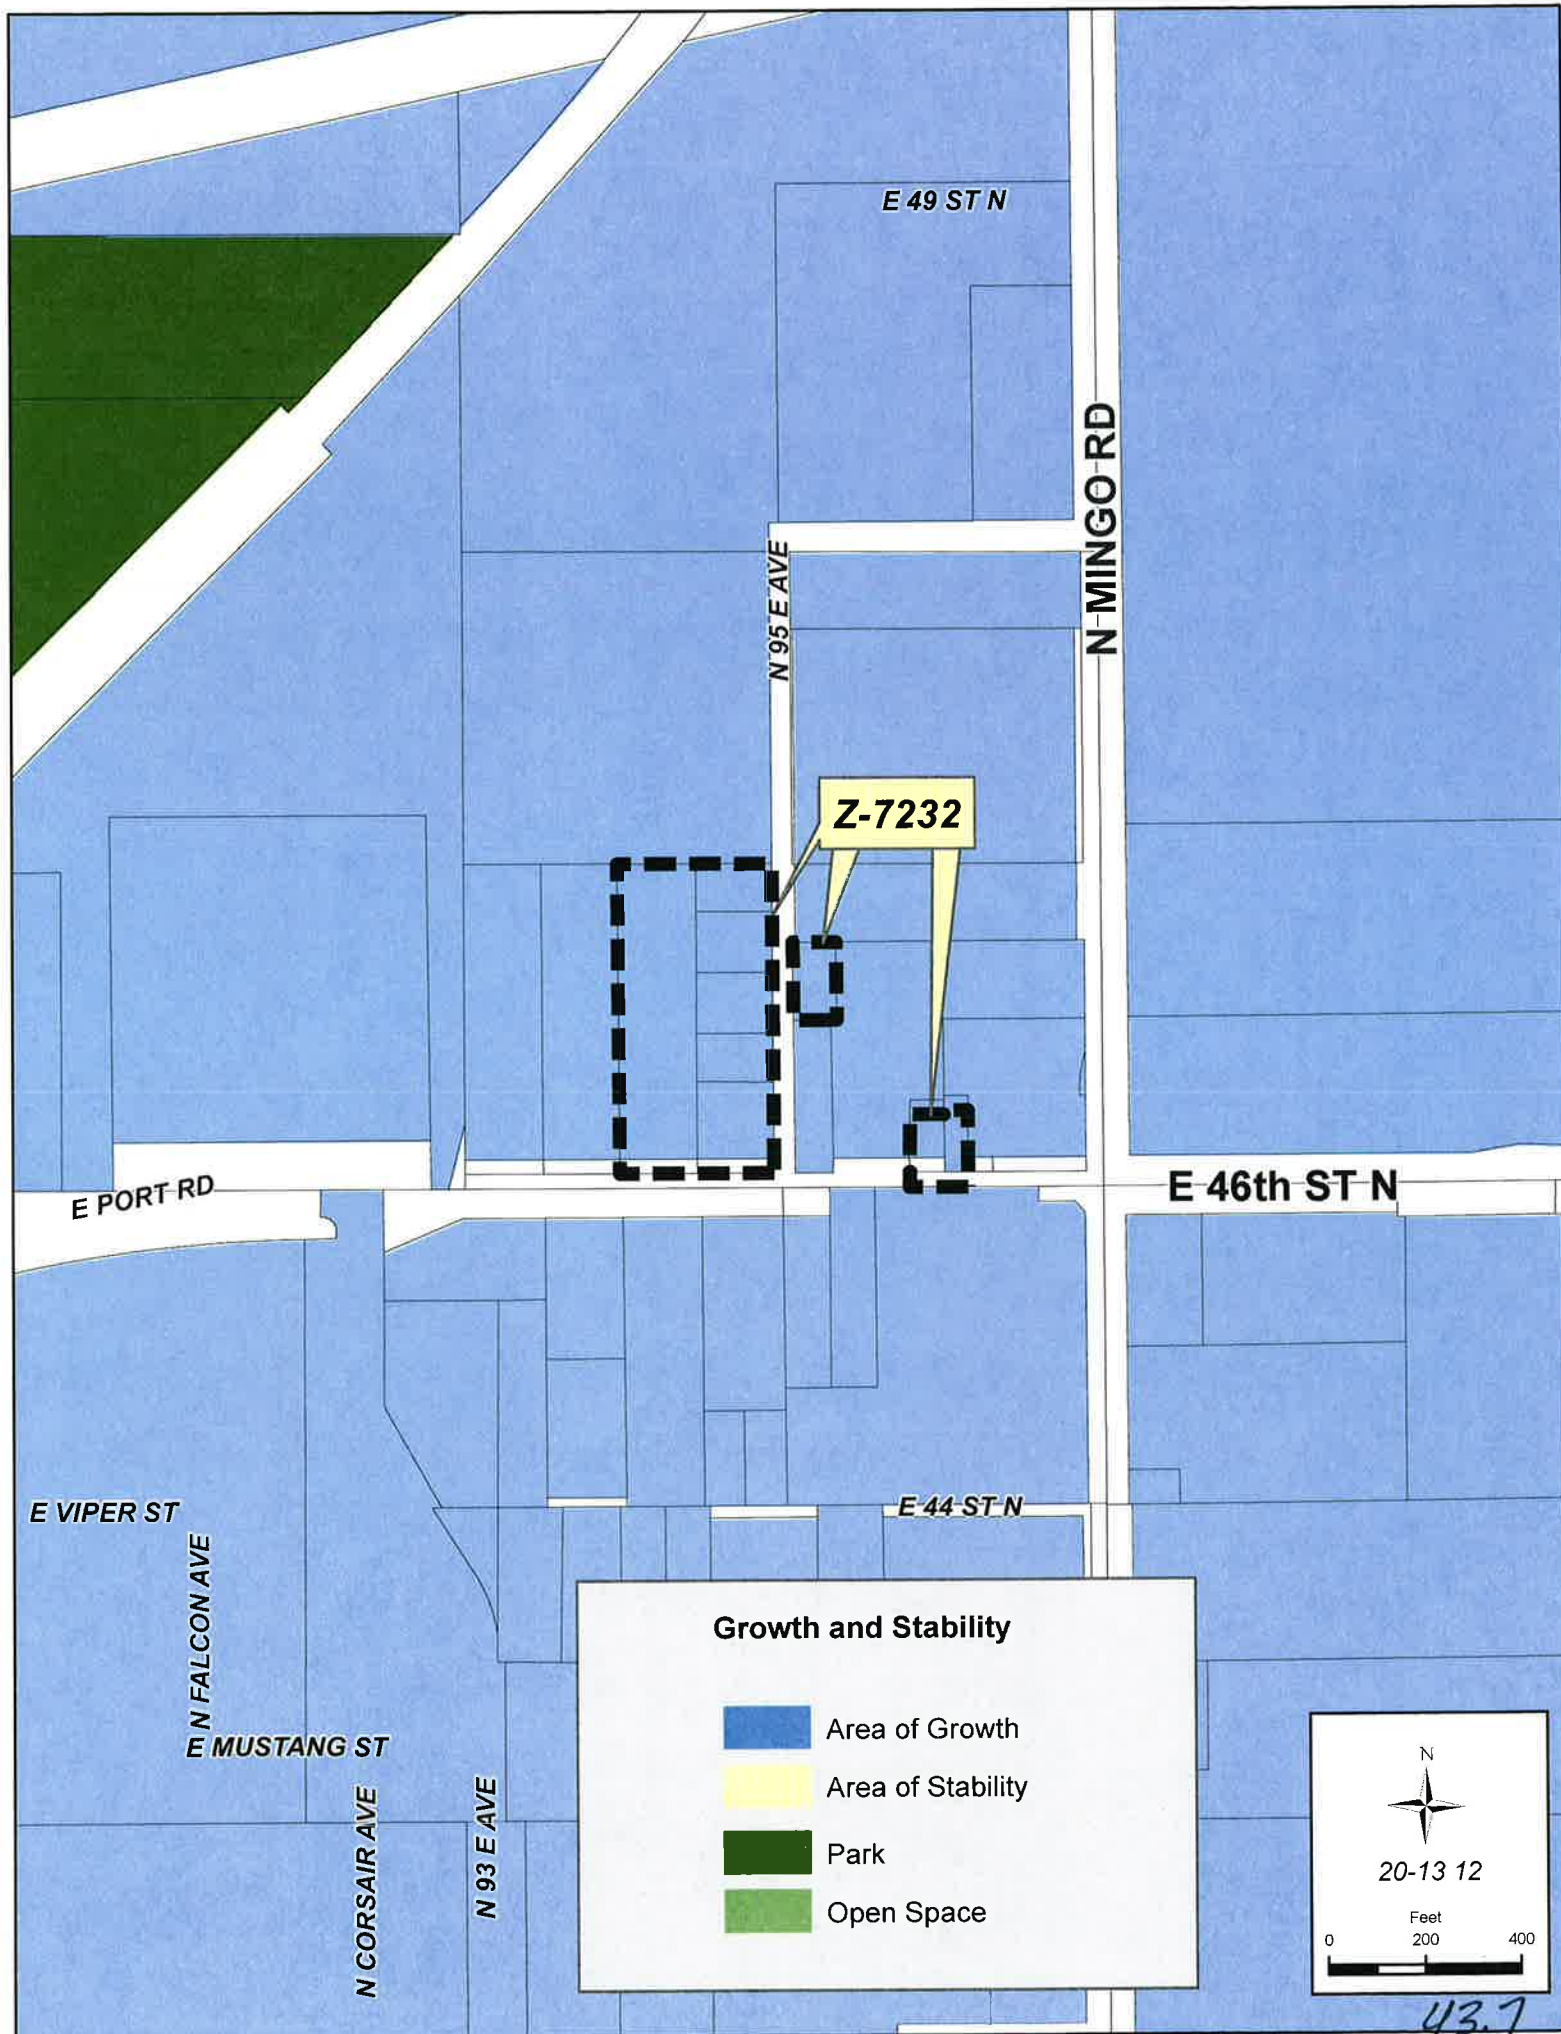 E 49 ST N
N MINGO RD
N 95 E AVE
Z-7232
E PORT RD
E 46th ST N
E VIPER ST
E 44 ST N
E N FALCON AVE
E MUSTANG ST
N CORSAIR AVE
N 93 E AVE
Growth and Stability
Area of Growth
Area of Stability
Park
Open Space
N
20-13 12
Feet
0 200 400
43.7